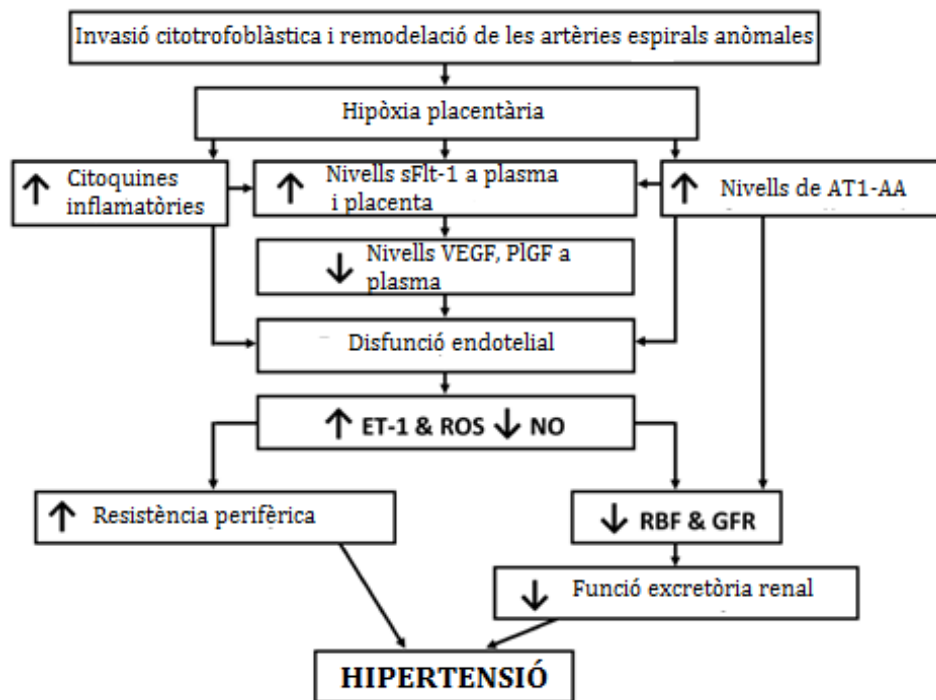 Invasió citotrofoblàstica i remodelació de les artèries espirals anòmales
Hipòxia placentària
↑ Citoquines
inflamatòries
↑ Nivells sFlt-1 a plasma
i placenta
↑ Nivells de AT1-AA
↓ Nivells VEGF, PlGF a
plasma
Disfunció endotelial
↑ ET-1 & ROS ↓ NO
↑ Resistència perifèrica
↓ RBF & GFR
↓ Funció excretòria renal
HIPERTENSIÓ